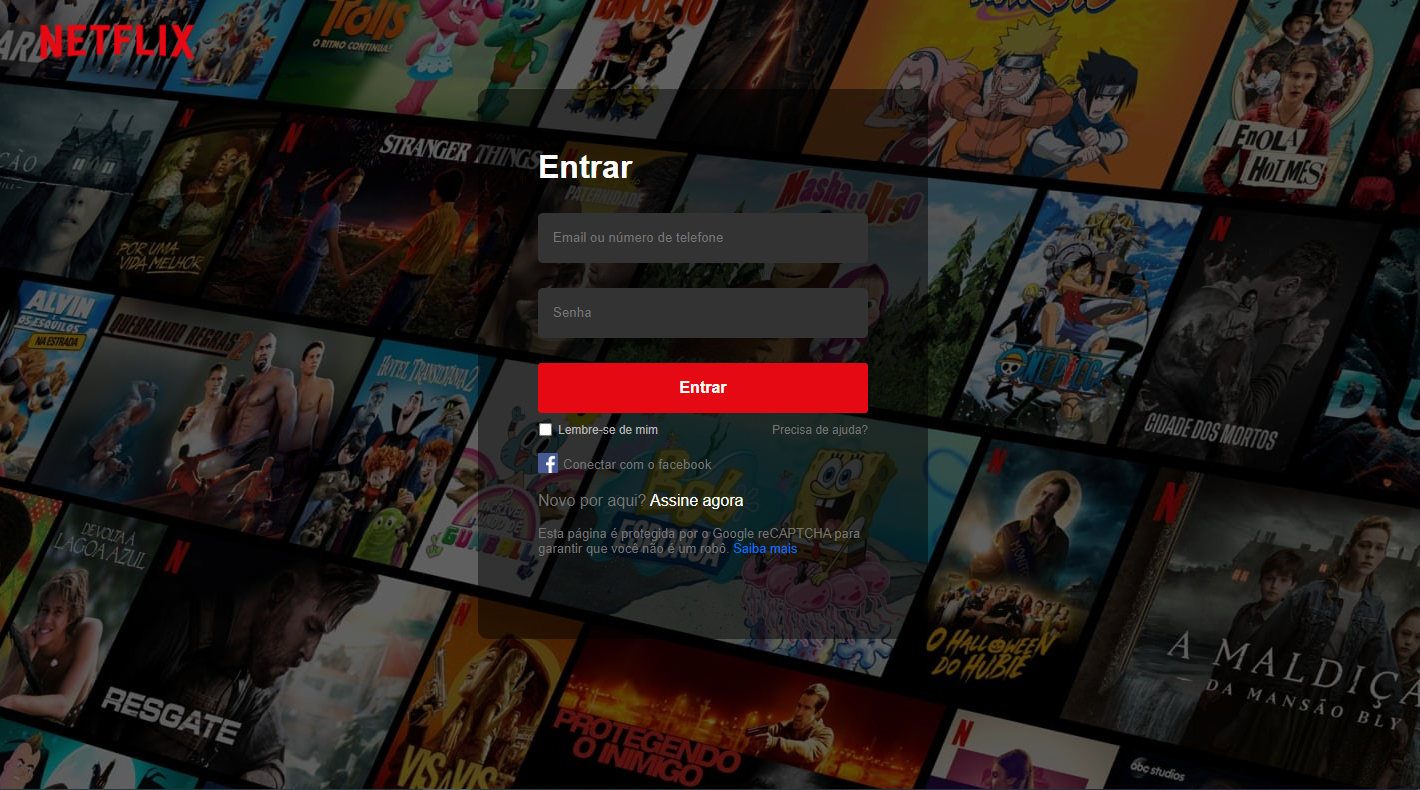 NETFLIX
Trolls
O RITMO CONTINUA!
STRANGER THINGS
ENOLA
HOLMES
POR UMA
VIDA MELHOR
PATERNIDADE
Masha e o Urso
Entrar
Email ou número de telefone
Senha
Entrar
Lembre-se de mim
Precisa de ajuda?
Conectar com o facebook
Novo por aqui? Assine agora
Esta página é protegida por o Google reCAPTCHA para
garantir que você não é um robô. Saiba mais
ALVIN
E OS ESQUILOS
NA ESTRADA
QUEBRANDO REGRAS 2
HOTEL TRANSILVÂNIA 2
ONE PIECE
CIDADE DOS MORTOS
DE VOLTA À
LAGOA AZUL
GUMBALL
Bob
ESPONJA
RESGATE
VIS A VIS
PROTEGENDO
O INIMIGO
O HALLOWEEN
DO HUBIE
A MALDIÇÃ
DA MANSÃO BLY
abc studios